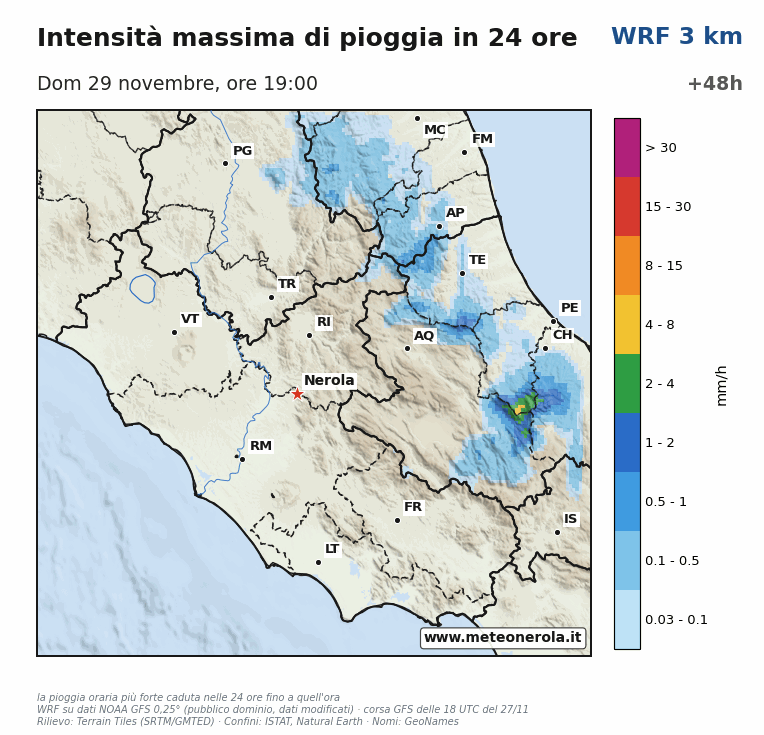 Intensità massima di pioggia in 24 ore
WRF 3 km
Dom 29 novembre, ore 19:00
+48h
MC
FM
PG
AP
TE
TR
PE
VT
RI
AQ
CH
Nerola
RM
FR
IS
LT
www.meteonerola.it
> 30
15 - 30
8 - 15
4 - 8
2 - 4
1 - 2
0.5 - 1
0.1 - 0.5
0.03 - 0.1
mm/h
la pioggia oraria più forte caduta nelle 24 ore fino a quell'ora
WRF su dati NOAA GFS 0,25° (pubblico dominio, dati modificati) · corsa GFS delle 18 UTC del 27/11
Rilievo: Terrain Tiles (SRTM/GMTED) · Confini: ISTAT, Natural Earth · Nomi: GeoNames